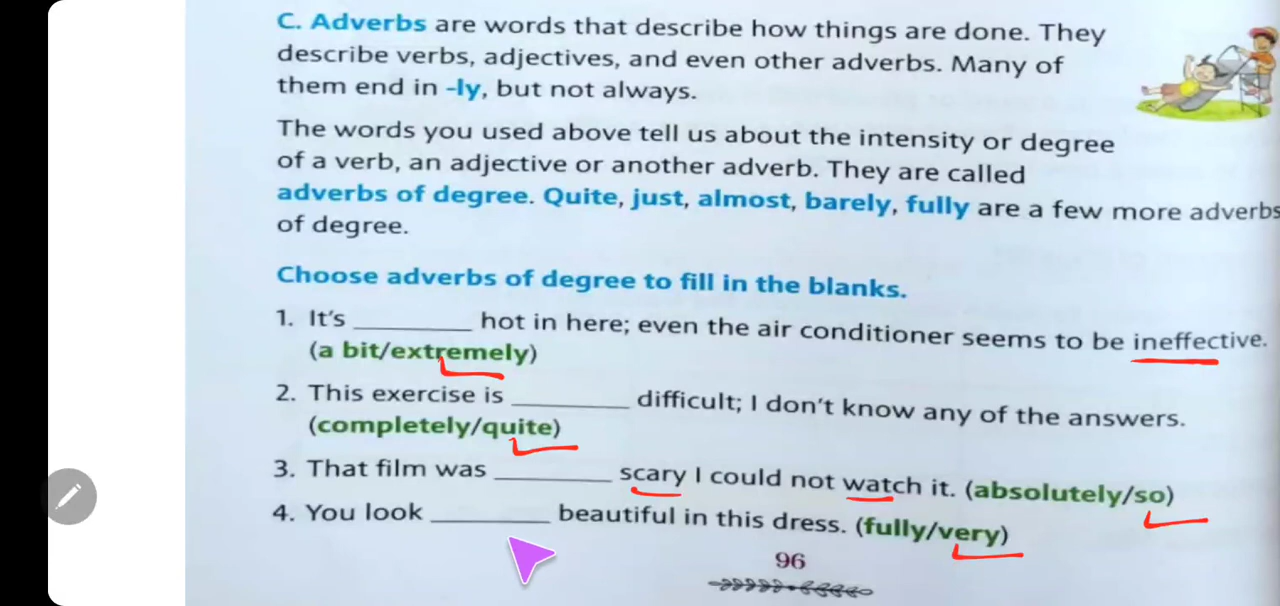 C. Adverbs are words that describe how things are done. They
describe verbs, adjectives, and even other adverbs. Many of
them end in -ly, but not always.
The words you used above tell us about the intensity or degree
of a verb, an adjective or another adverb. They are called
adverbs of degree. Quite, just, almost, barely, fully are a few more adverbs
of degree.
Choose adverbs of degree to fill in the blanks.
1. It's ________ hot in here; even the air conditioner seems to be ineffective.
(a bit/extremely)
2. This exercise is ________ difficult; I don't know any of the answers.
(completely/quite)
3. That film was ________ scary I could not watch it. (absolutely/so)
4. You look ________ beautiful in this dress. (fully/very)
96